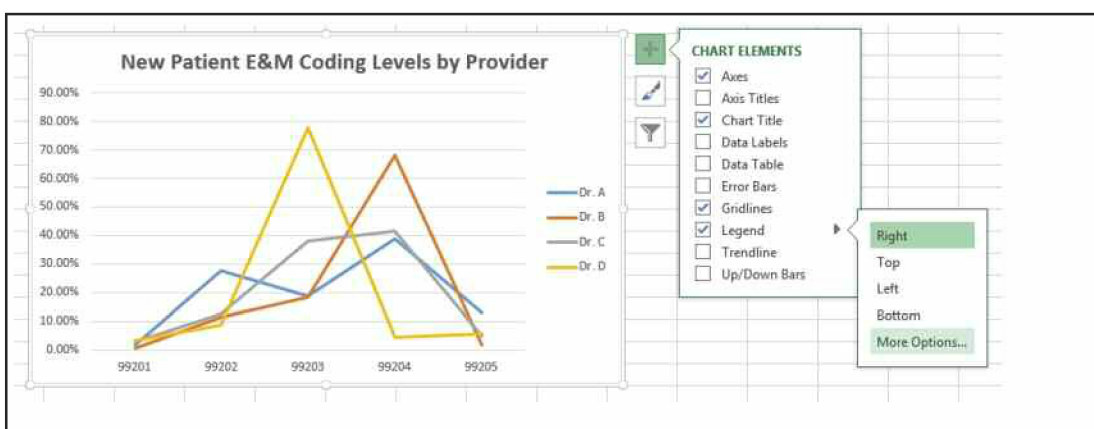 New Patient E&M Coding Levels by Provider
90.00%
80.00%
70.00%
60.00%
50.00%
40.00%
30.00%
20.00%
10.00%
0.00%
99201 99202 99203 99204 99205
Dr. A
Dr. B
Dr. C
Dr. D
CHART ELEMENTS
Axes
Axis Titles
Chart Title
Data Labels
Data Table
Error Bars
Gridlines
Legend
Trendline
Up/Down Bars
Right
Top
Left
Bottom
More Options...